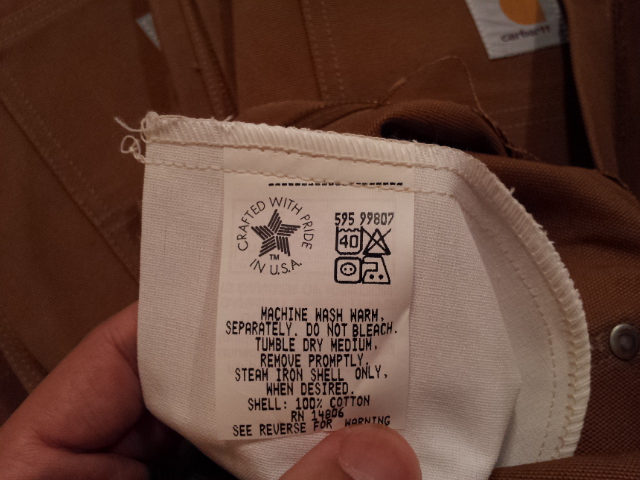 carhartt
CRAFTED WITH PRIDE
IN U.S.A
TM
595 99807
40
MACHINE WASH WARM,
SEPARATELY. DO NOT BLEACH.
TUMBLE DRY MEDIUM.
REMOVE PROMPTLY.
STEAM IRON SHELL ONLY,
WHEN DESIRED.
SHELL: 100% COTTON
RN 14806
SEE REVERSE FOR WARNING